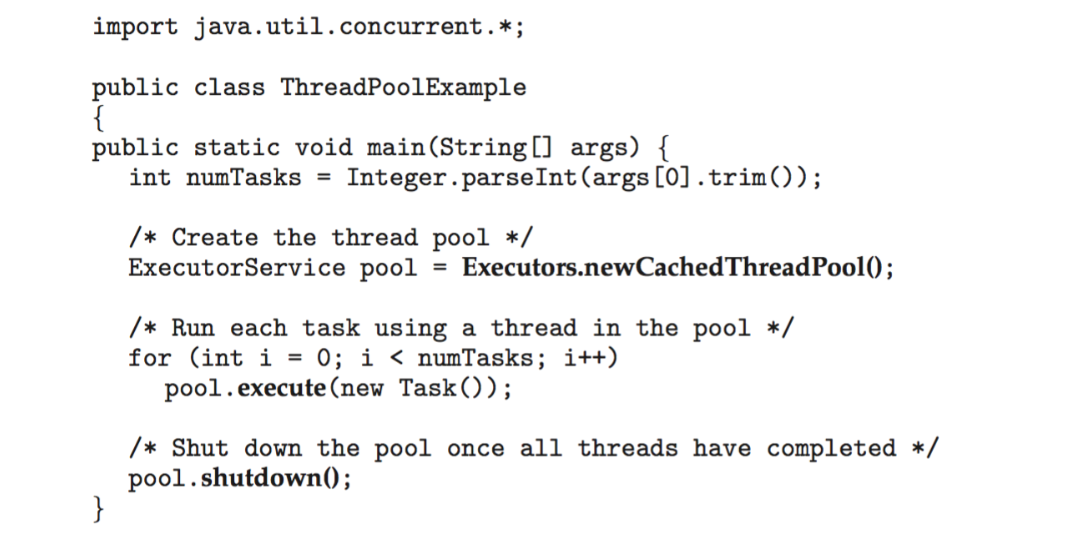 import java.util.concurrent.*;
public class ThreadPoolExample
{
public static void main(String[] args) {
int numTasks = Integer.parseInt(args[0].trim());
/* Create the thread pool */
ExecutorService pool = Executors.newCachedThreadPool();
/* Run each task using a thread in the pool */
for (int i = 0; i < numTasks; i++)
pool.execute(new Task());
/* Shut down the pool once all threads have completed */
pool.shutdown();
}